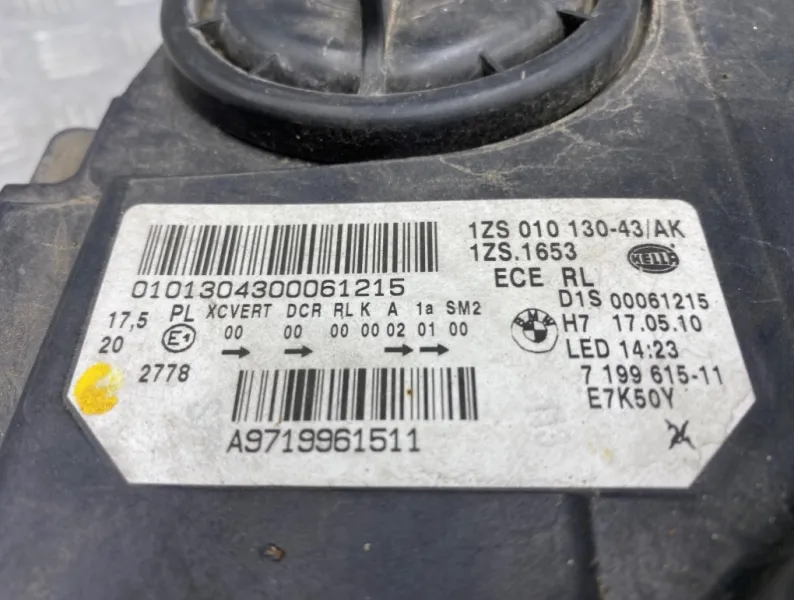 1ZS 010 130-43/AK
1ZS.1653
HELLA
0101304300061215
ECE RL
17,5 PL XCVERT DCR RL K A 1a SM2
D1S 00061215
20 E1 00 00 00 00 02 01 00
BMW
H7 17.05.10
2778
LED 14:23
7 199 615-11
E7K50Y
A9719961511